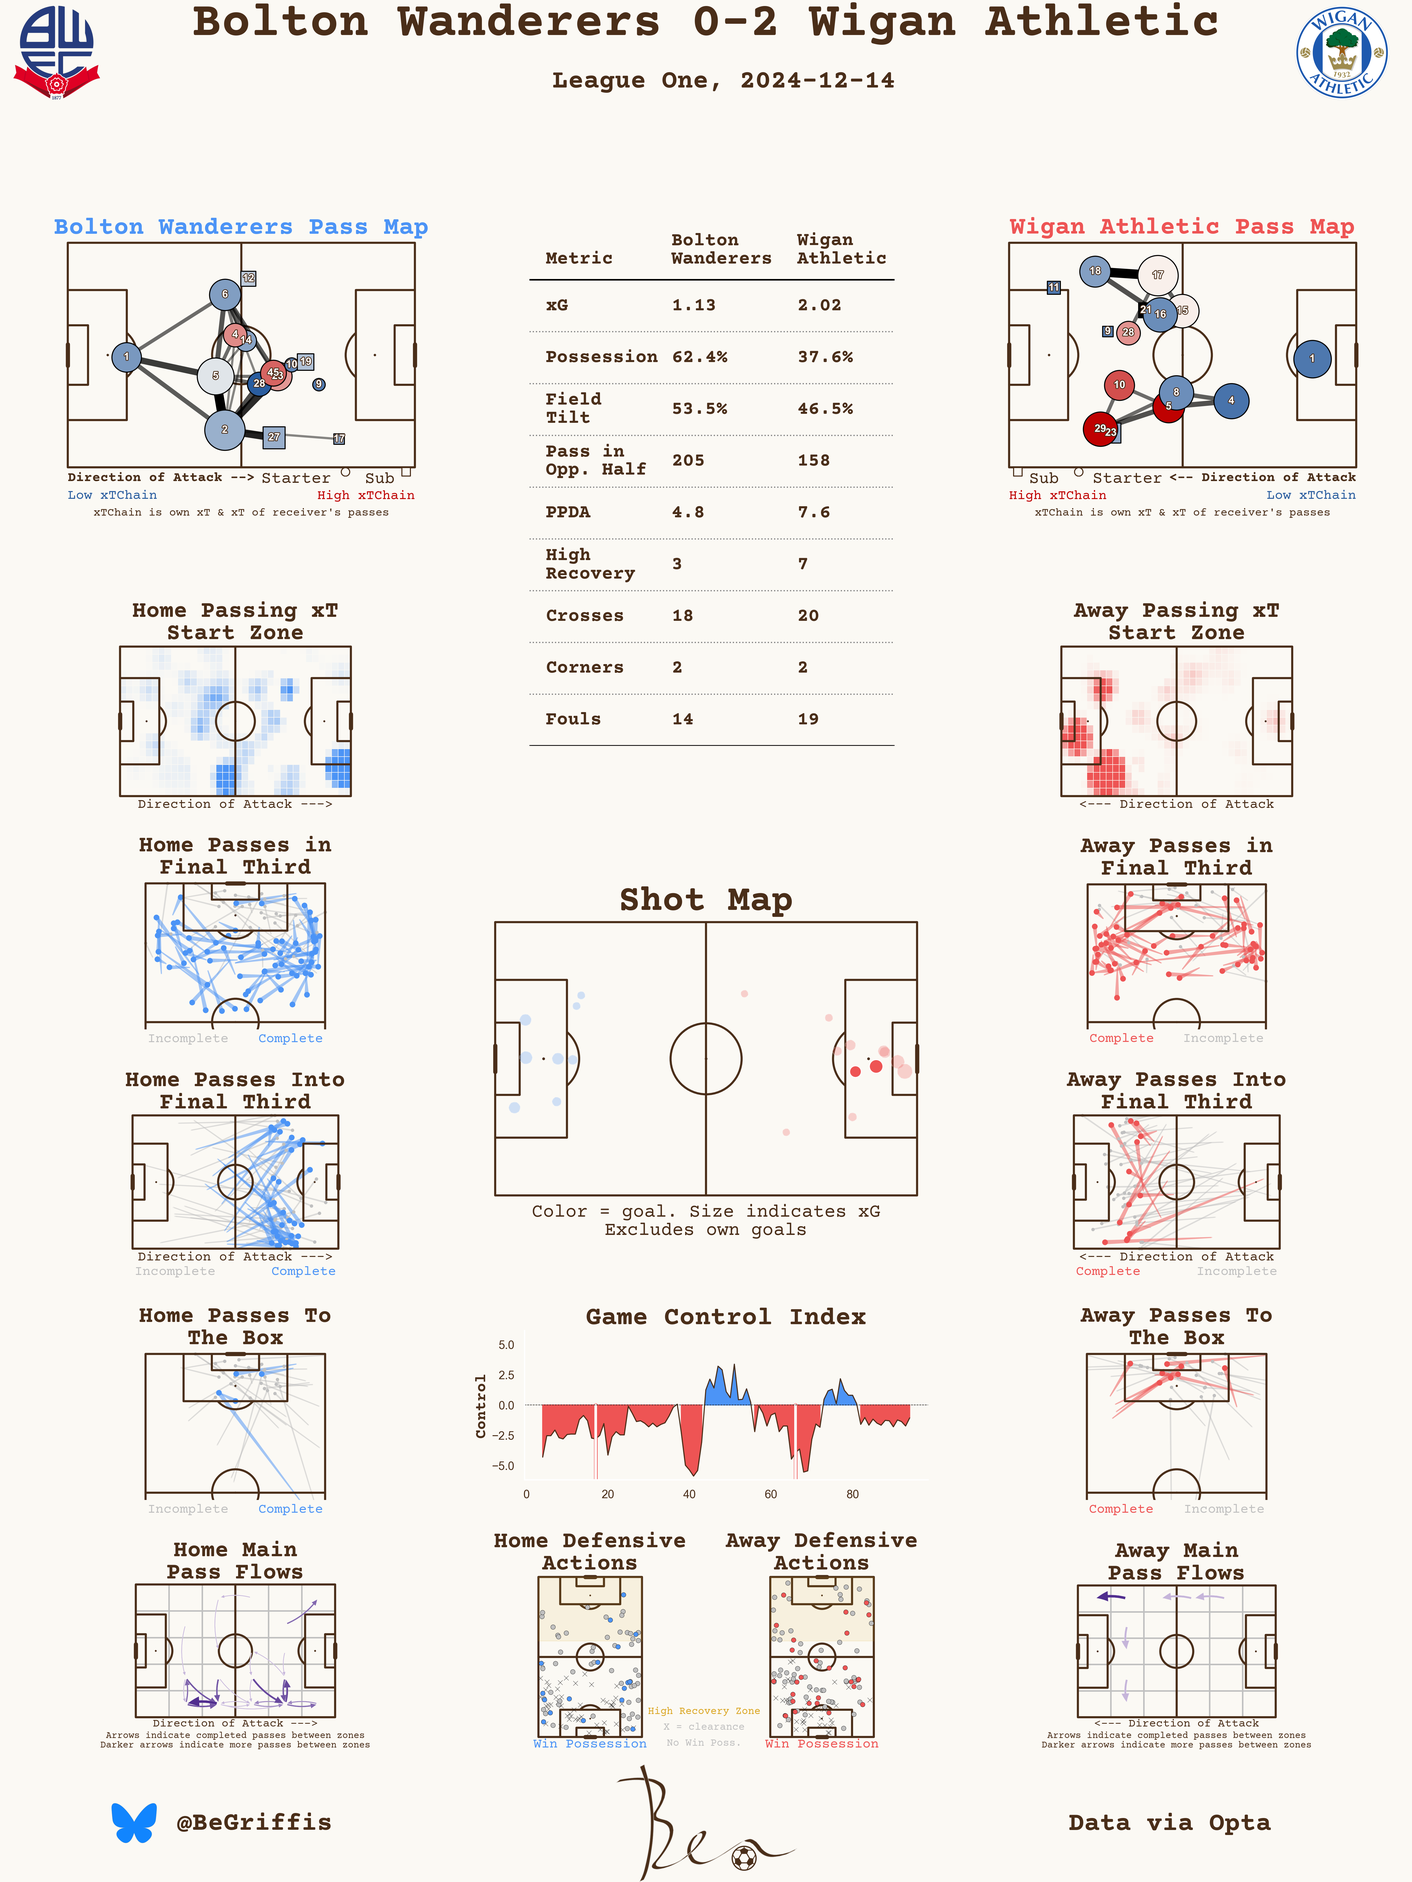 Bolton Wanderers 0-2 Wigan Athletic
League One, 2024-12-14
1877
WIGAN
1932
ATHLETIC
Bolton Wanderers Pass Map
12
6
4
14
1
5
45
23
10
19
28
9
2
27
17
Direction of Attack --> Starter Sub
Low xTChain High xTChain
xTChain is own xT & xT of receiver's passes
Metric Bolton Wanderers Wigan Athletic
xG 1.13 2.02
Possession 62.4% 37.6%
Field Tilt 53.5% 46.5%
Pass in Opp. Half 205 158
PPDA 4.8 7.6
High Recovery 3 7
Crosses 18 20
Corners 2 2
Fouls 14 19
Wigan Athletic Pass Map
18
17
11
21
16
15
9
28
1
10
8
5
4
29
23
Sub Starter <-- Direction of Attack
High xTChain Low xTChain
xTChain is own xT & xT of receiver's passes
Home Passing xT
Start Zone
Direction of Attack --->
Away Passing xT
Start Zone
<--- Direction of Attack
Home Passes in
Final Third
Incomplete Complete
Away Passes in
Final Third
Complete Incomplete
Shot Map
Color = goal. Size indicates xG
Excludes own goals
Home Passes Into
Final Third
Direction of Attack --->
Incomplete Complete
Away Passes Into
Final Third
<--- Direction of Attack
Complete Incomplete
Home Passes To
The Box
Incomplete Complete
Game Control Index
Control
5.0
2.5
0.0
−2.5
−5.0
0 20 40 60 80
Away Passes To
The Box
Complete Incomplete
Home Main
Pass Flows
Direction of Attack --->
Arrows indicate completed passes between zones
Darker arrows indicate more passes between zones
Home Defensive
Actions
Win Possession
High Recovery Zone
X = clearance
No Win Poss.
Away Defensive
Actions
Win Possession
Away Main
Pass Flows
<--- Direction of Attack
Arrows indicate completed passes between zones
Darker arrows indicate more passes between zones
@BeGriffis
Ben
Data via Opta